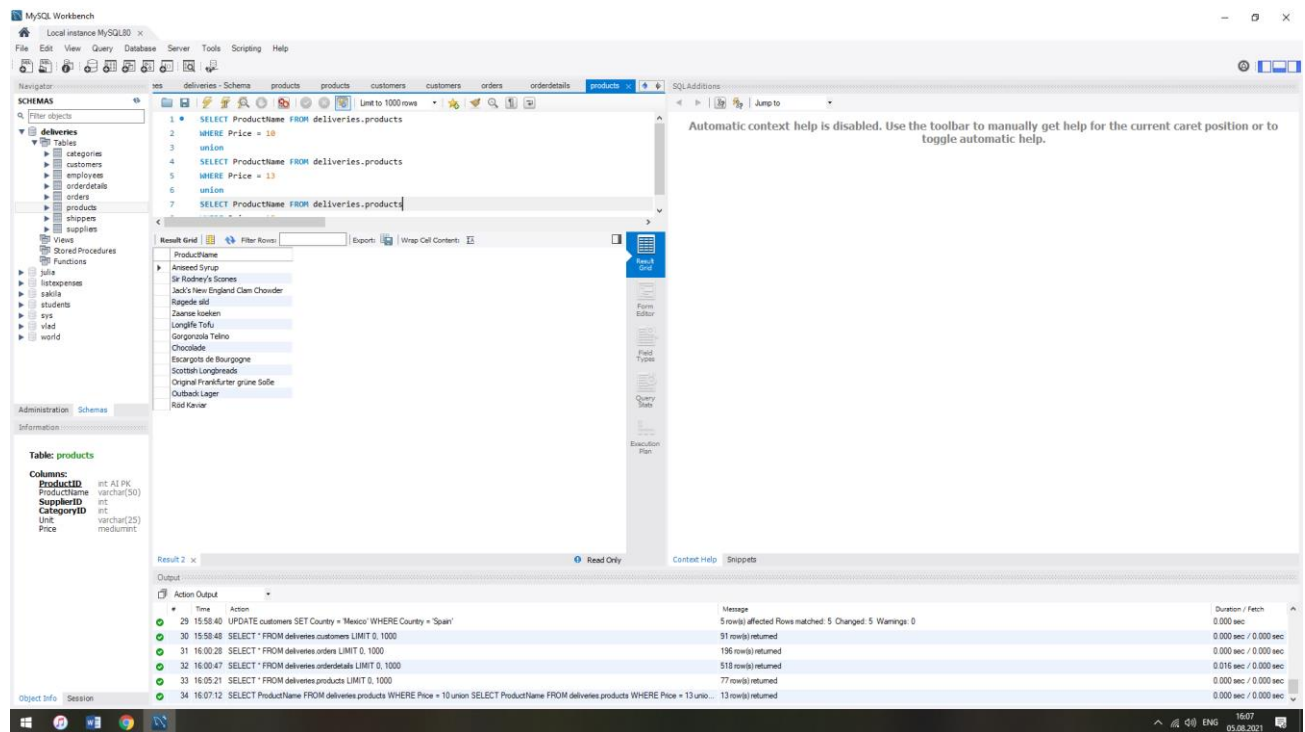 MySQL Workbench
Local instance MySQL80 ×
File Edit View Query Database Server Tools Scripting Help
Navigator
SCHEMAS
Filter objects
deliveries
Tables
categories
customers
employees
orderdetails
orders
products
shippers
suppliers
Views
Stored Procedures
Functions
julia
listexpenses
sakila
students
sys
vlad
world
Administration Schemas
Information
Table: products
Columns:
ProductID int AI PK
ProductName varchar(50)
SupplierID int
CategoryID int
Unit varchar(25)
Price mediumint
Object Info Session
deliveries - Schema products products customers customers orders orderdetails products ×
Limit to 1000 rows
1 SELECT ProductName FROM deliveries.products
2 WHERE Price = 10
3 union
4 SELECT ProductName FROM deliveries.products
5 WHERE Price = 13
6 union
7 SELECT ProductName FROM deliveries.products
Result Grid Filter Rows: Export: Wrap Cell Content:
ProductName
Aniseed Syrup
Sir Rodney's Scones
Jack's New England Clam Chowder
Røgede sild
Zaanse koeken
Longlife Tofu
Gorgonzola Telino
Chocolade
Escargots de Bourgogne
Scottish Longbreads
Original Frankfurter grüne Soße
Outback Lager
Röd Kaviar
Result Grid
Form Editor
Field Types
Query Stats
Execution Plan
Result 2 ×
Read Only
SQLAdditions
Jump to
Automatic context help is disabled. Use the toolbar to manually get help for the current caret position or to
toggle automatic help.
Context Help Snippets
Output
Action Output
# Time Action Message Duration / Fetch
29 15:58:40 UPDATE customers SET Country = 'Mexico' WHERE Country = 'Spain' 5 row(s) affected Rows matched: 5 Changed: 5 Warnings: 0 0.000 sec
30 15:58:48 SELECT * FROM deliveries.customers LIMIT 0, 1000 91 row(s) returned 0.000 sec / 0.000 sec
31 16:00:28 SELECT * FROM deliveries.orders LIMIT 0, 1000 196 row(s) returned 0.000 sec / 0.000 sec
32 16:00:47 SELECT * FROM deliveries.orderdetails LIMIT 0, 1000 518 row(s) returned 0.016 sec / 0.000 sec
33 16:05:21 SELECT * FROM deliveries.products LIMIT 0, 1000 77 row(s) returned 0.000 sec / 0.000 sec
34 16:07:12 SELECT ProductName FROM deliveries.products WHERE Price = 10 union SELECT ProductName FROM deliveries.products WHERE Price = 13 unio... 13 row(s) returned 0.000 sec / 0.000 sec
ENG
16:07
05.08.2021